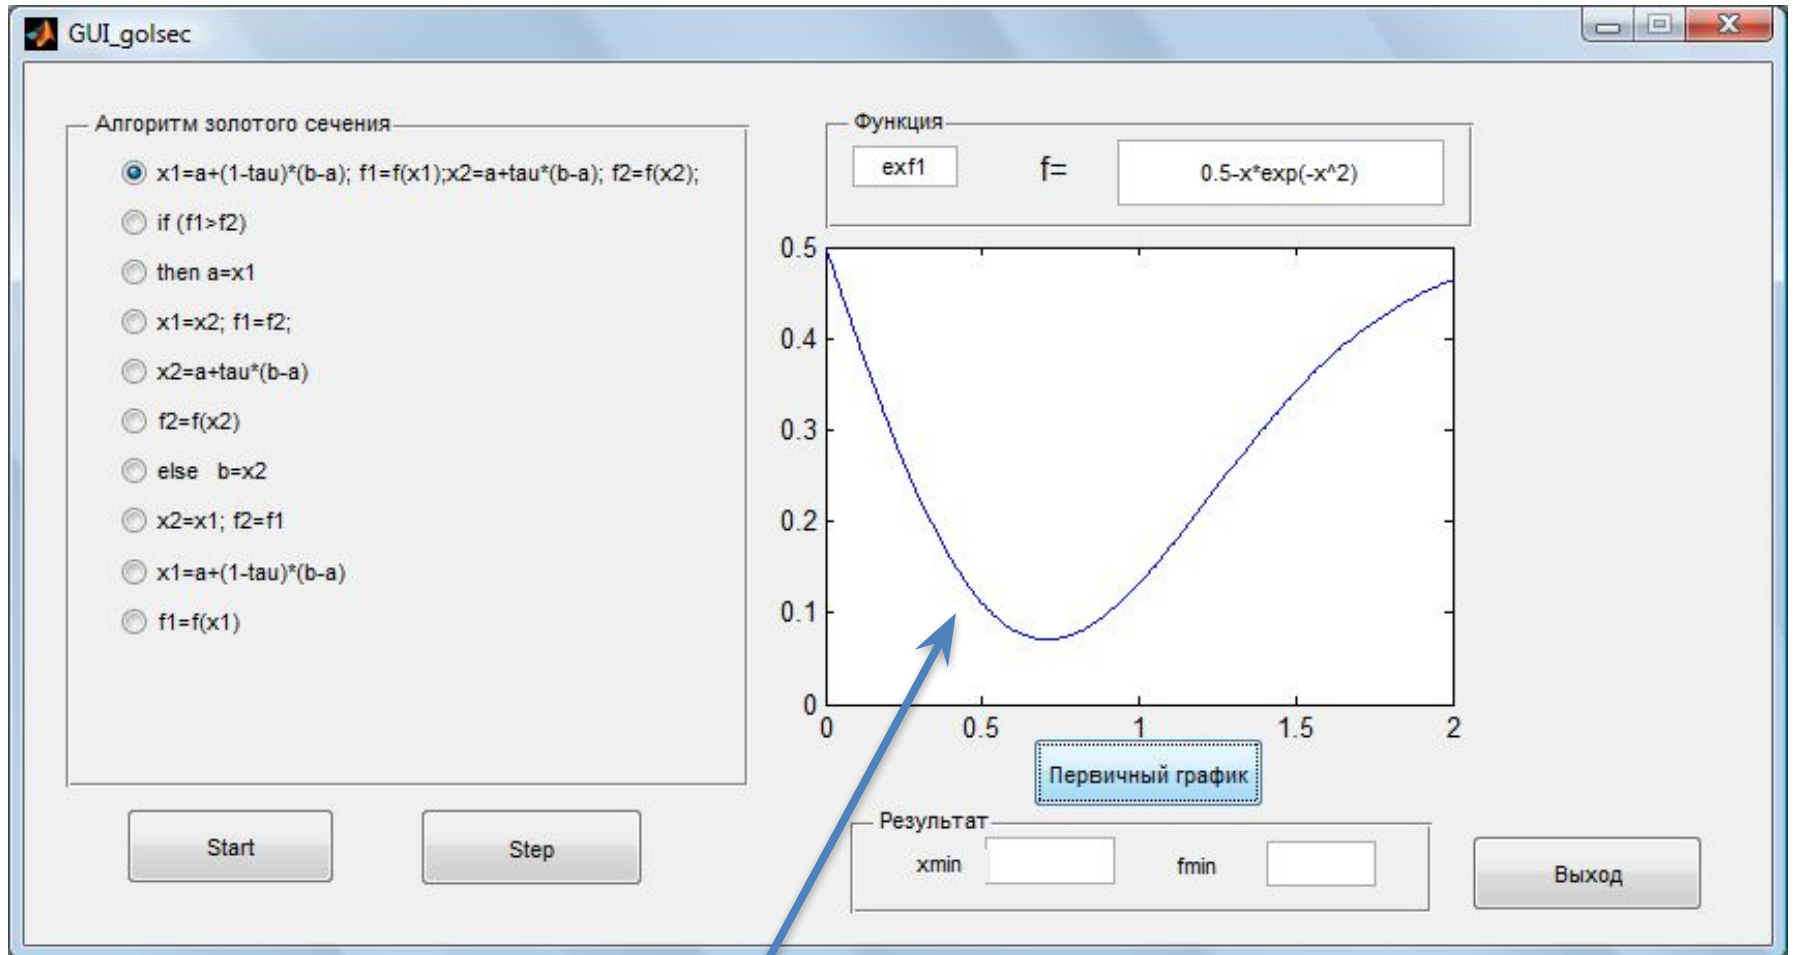 GUI_golsec
Алгоритм золотого сечения
x1=a+(1-tau)*(b-a); f1=f(x1);x2=a+tau*(b-a); f2=f(x2);
if (f1>f2)
then a=x1
x1=x2; f1=f2;
x2=a+tau*(b-a)
f2=f(x2)
else b=x2
x2=x1; f2=f1
x1=a+(1-tau)*(b-a)
f1=f(x1)
Start
Step
Функция
exf1
f=
0.5-x*exp(-x^2)
0.5
0.4
0.3
0.2
0.1
0
0 0.5 1 1.5 2
Первичный график
Результат
xmin
fmin
Выход